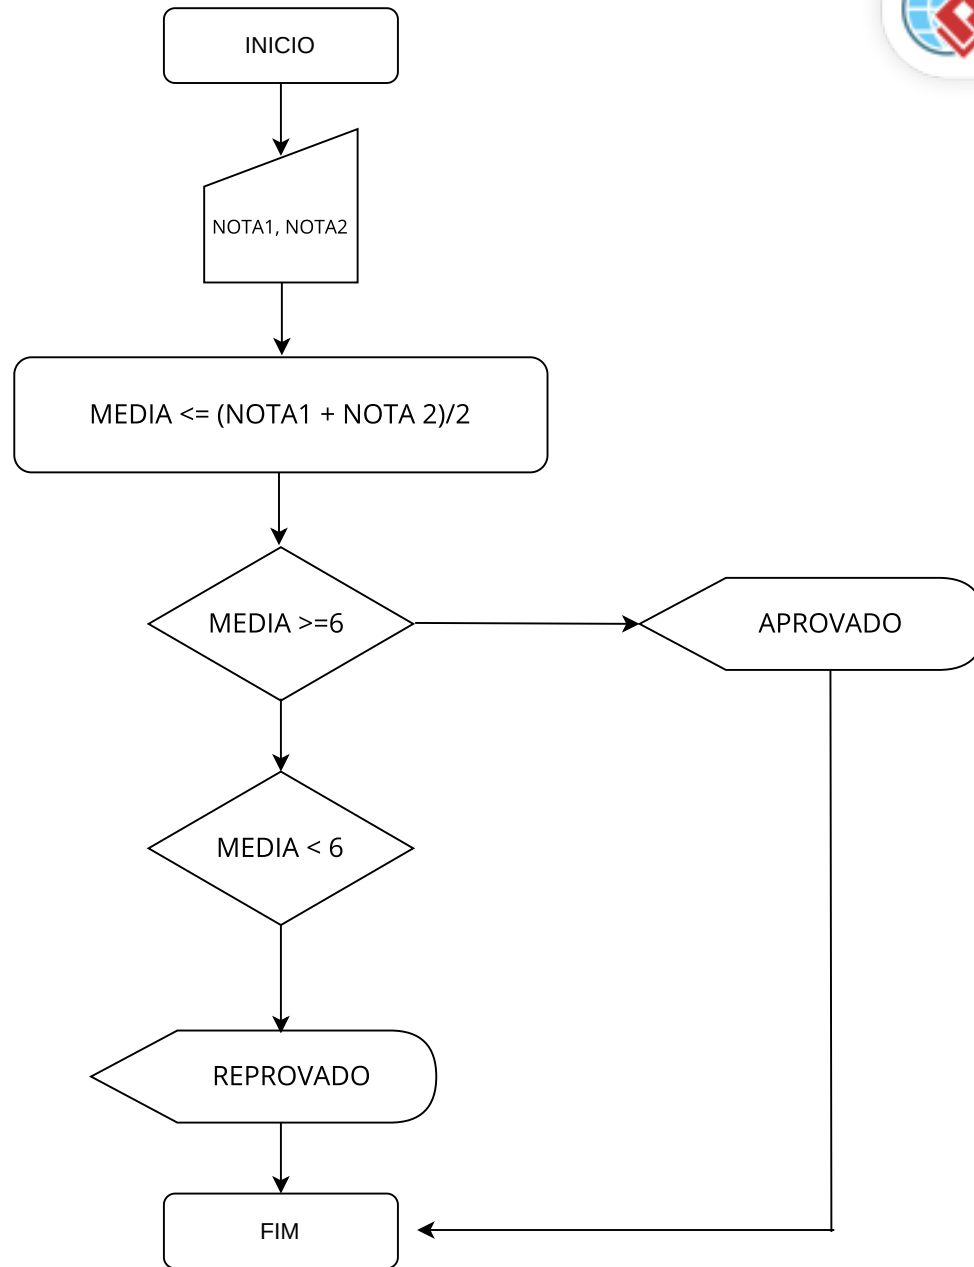 INICIO
NOTA1, NOTA2
MEDIA <= (NOTA1 + NOTA 2)/2
MEDIA >=6
APROVADO
MEDIA < 6
REPROVADO
FIM